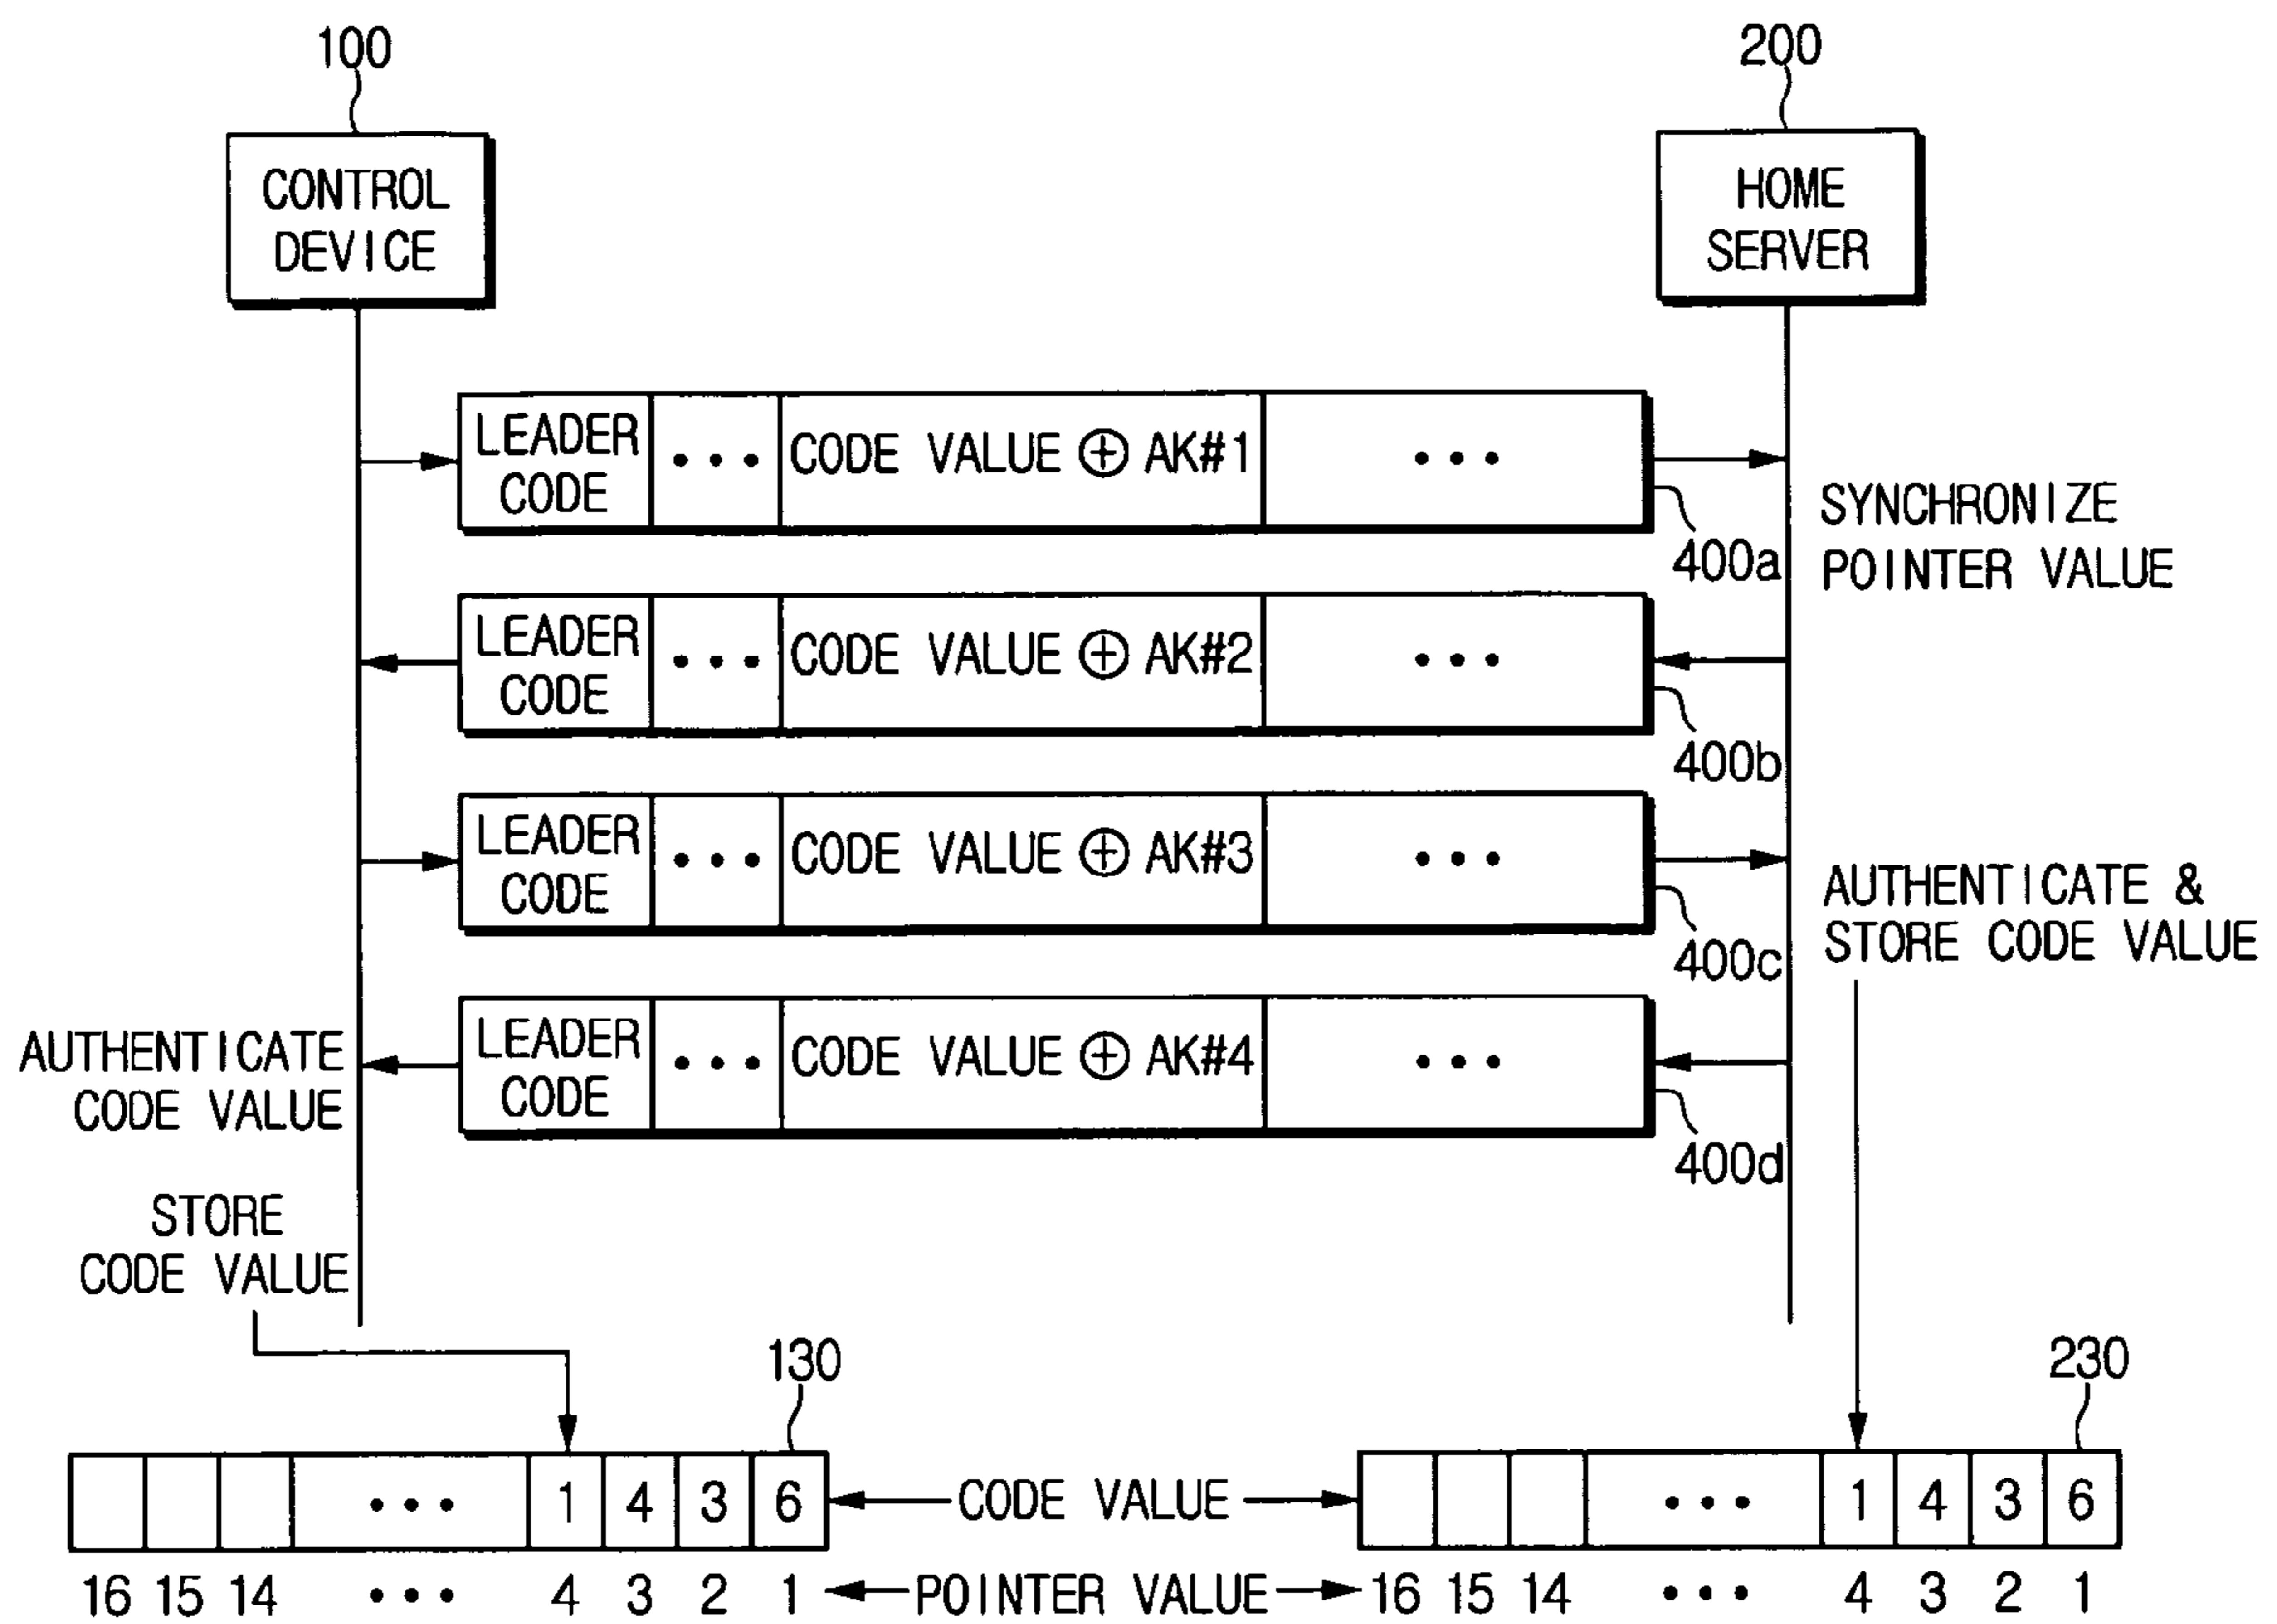 100
200
CONTROL
DEVICE
HOME
SERVER
LEADER
CODE
• • •
CODE VALUE ⊕ AK#1
• • •
400a
SYNCHRONIZE
POINTER VALUE
LEADER
CODE
• • •
CODE VALUE ⊕ AK#2
• • •
400b
LEADER
CODE
• • •
CODE VALUE ⊕ AK#3
• • •
400c
AUTHENTICATE &
STORE CODE VALUE
AUTHENTICATE
CODE VALUE
LEADER
CODE
• • •
CODE VALUE ⊕ AK#4
• • •
400d
STORE
CODE VALUE
130
230
• • • 1 4 3 6
CODE VALUE
• • • 1 4 3 6
16 15 14 • • • 4 3 2 1
POINTER VALUE
16 15 14 • • • 4 3 2 1